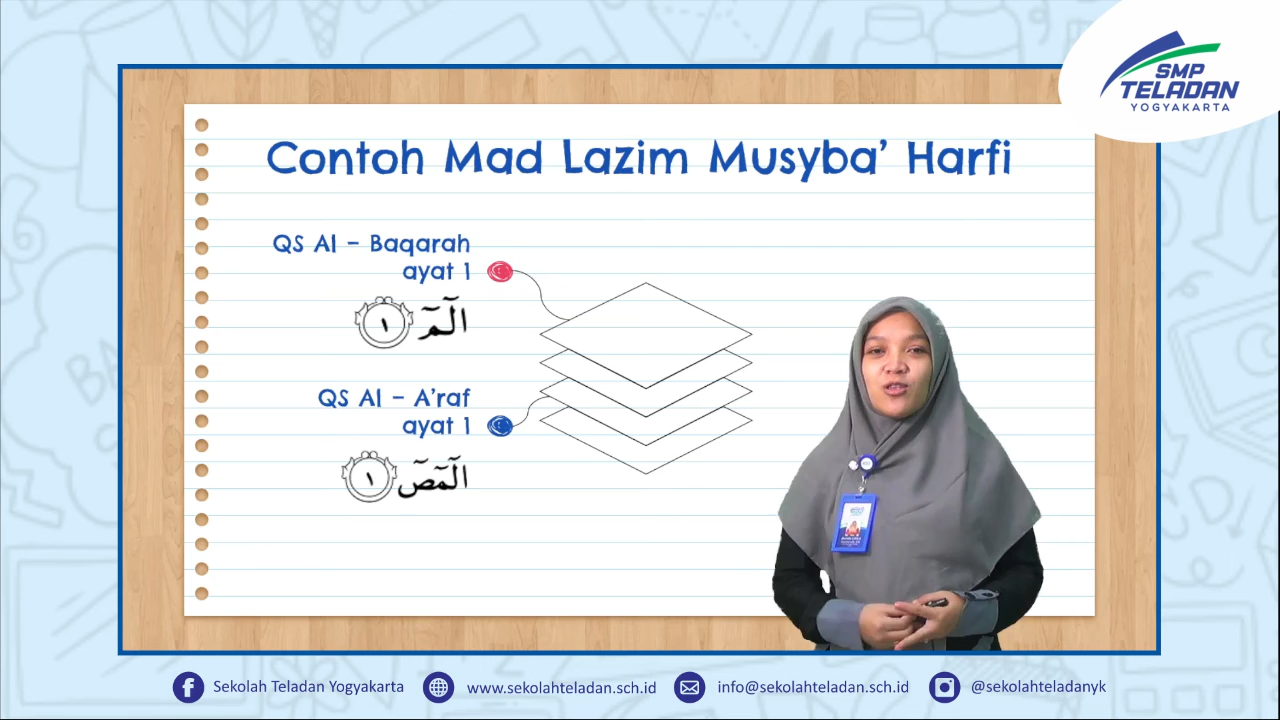 SMP
TELADAN
YOGYAKARTA
Contoh Mad Lazim Musyba' Harfi
QS Al - Baqarah
ayat 1
الٓمٓ ١
QS Al - A'raf
ayat 1
الٓمٓصٓ ١
Sekolah Teladan Yogyakarta
www.sekolahteladan.sch.id
info@sekolahteladan.sch.id
@sekolahteladanyk